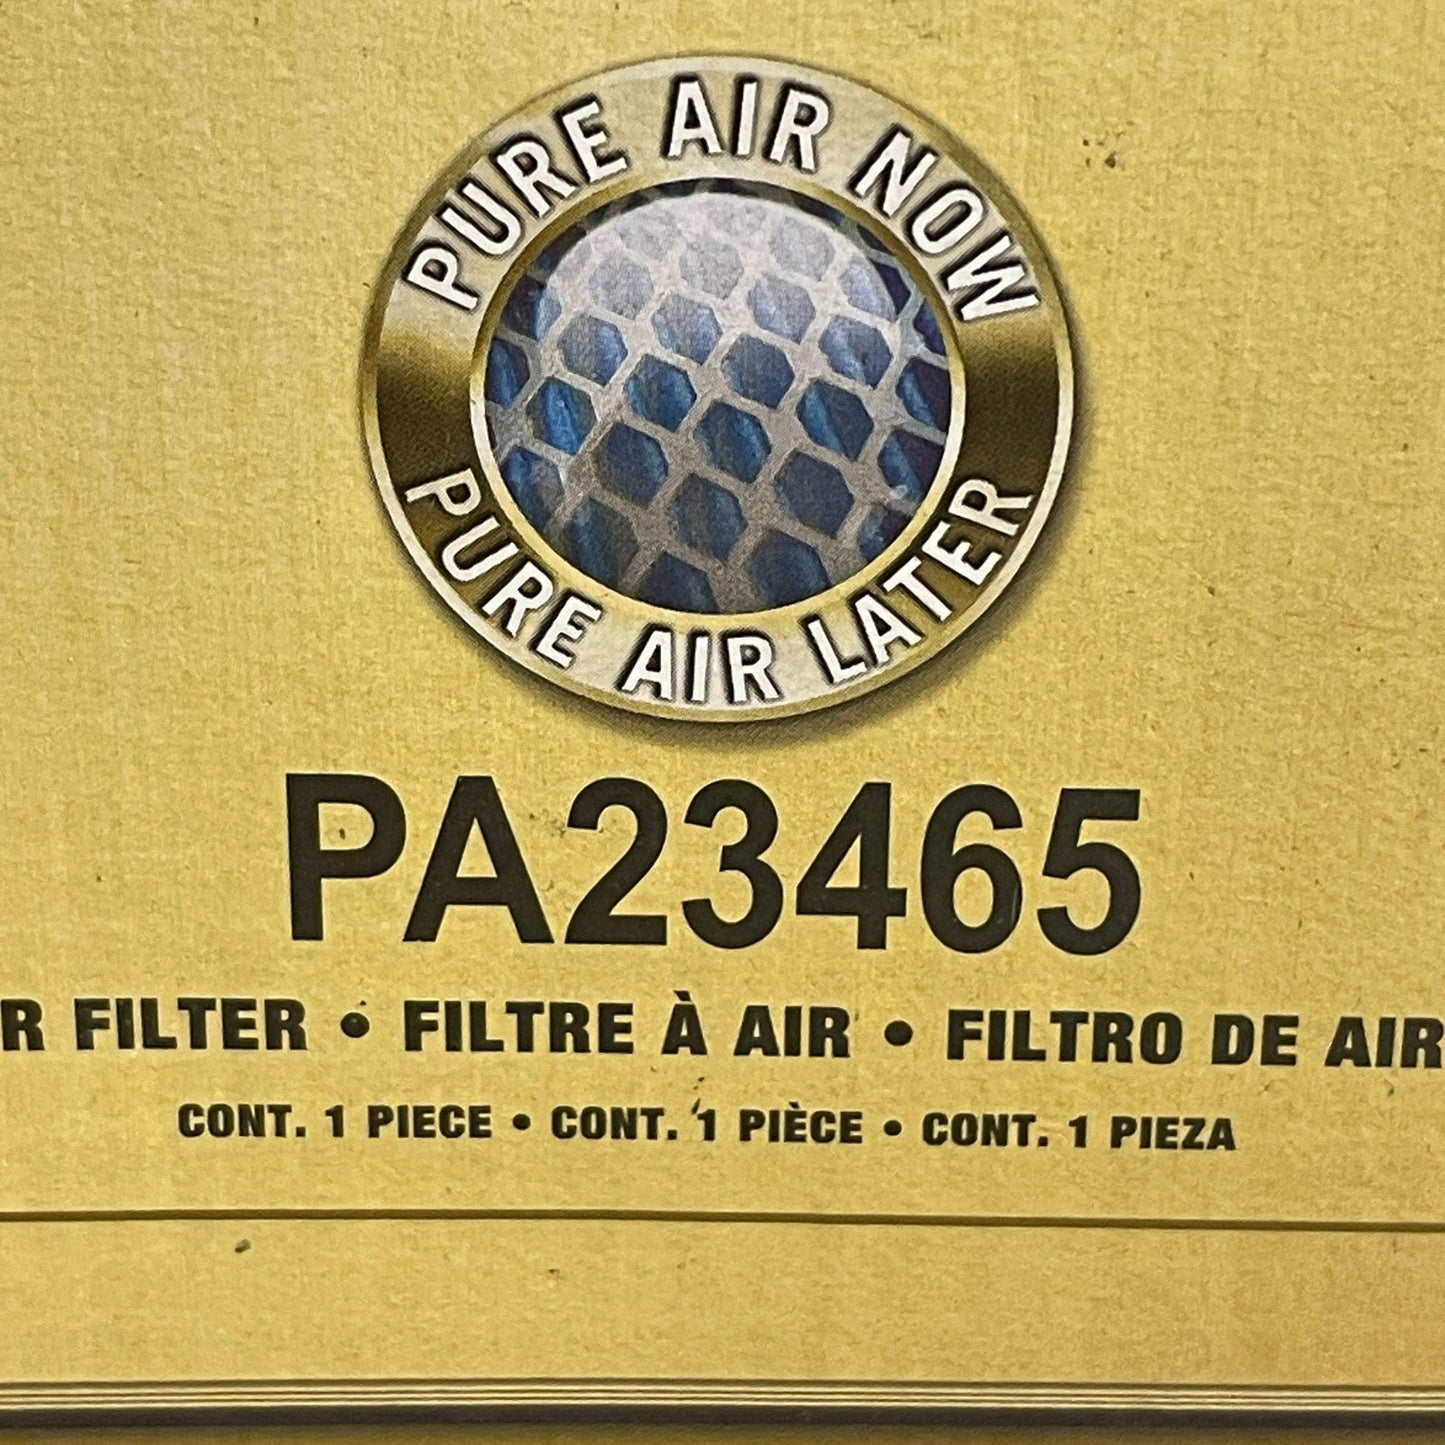 PURE AIR NOW
PURE AIR LATER
PA23465
R FILTER • FILTRE À AIR • FILTRO DE AIR
CONT. 1 PIECE • CONT. 1 PIÈCE • CONT. 1 PIEZA